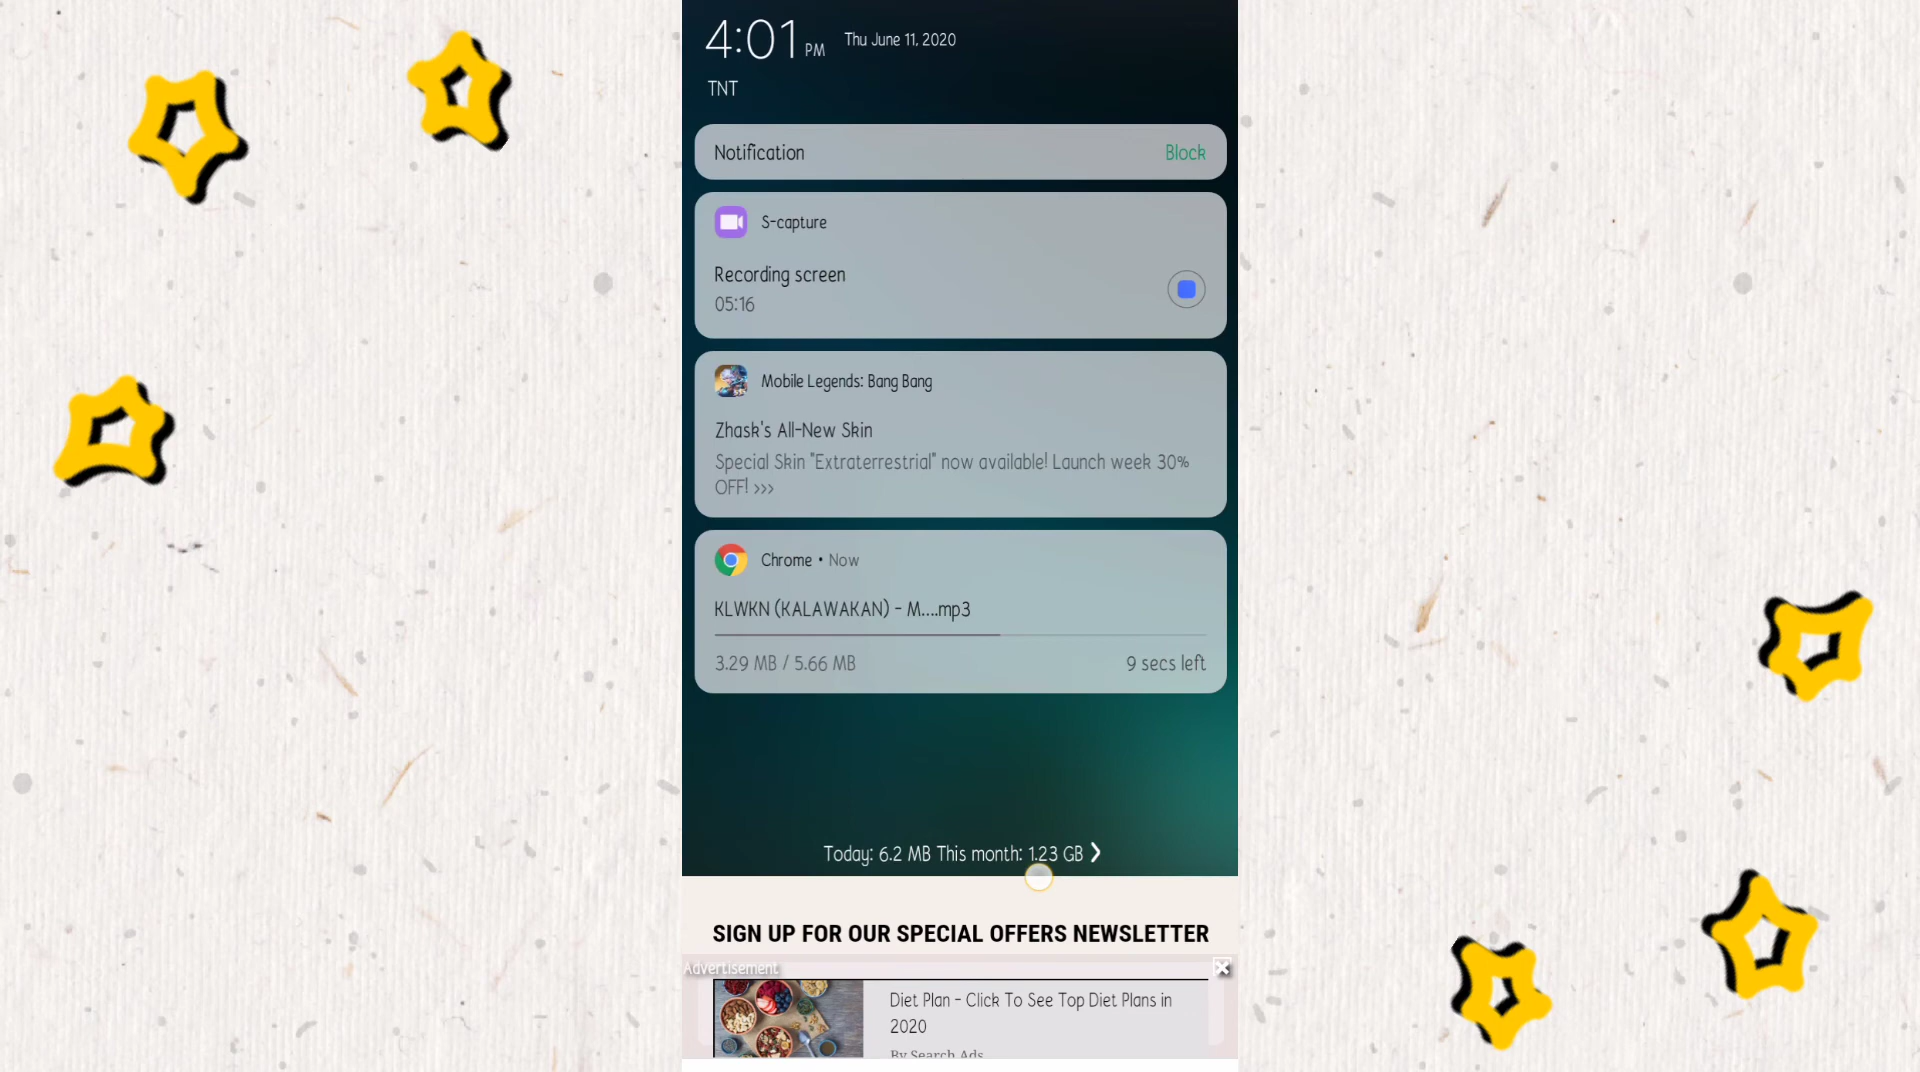 4:01 PM Thu June 11, 2020
TNT
Notification Block
S-capture
Recording screen
05:16
Mobile Legends: Bang Bang
Zhask's All-New Skin
Special Skin "Extraterrestrial" now available! Launch week 30%
OFF! >>>
Chrome • Now
KLWKN (KALAWAKAN) - M....mp3
3.29 MB / 5.66 MB 9 secs left
Today: 6.2 MB This month: 1.23 GB
SIGN UP FOR OUR SPECIAL OFFERS NEWSLETTER
Advertisement
Diet Plan - Click To See Top Diet Plans in
2020
By Search Ads